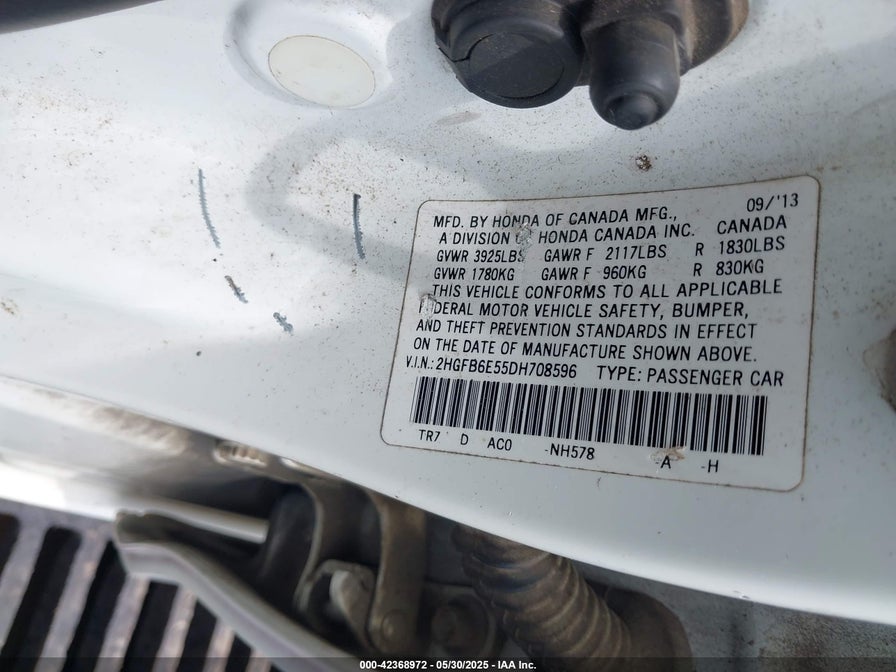 09/'13
MFD. BY HONDA OF CANADA MFG.,
A DIVISION OF HONDA CANADA INC. CANADA
GVWR 3925LBS GAWR F 2117LBS R 1830LBS
GVWR 1780KG GAWR F 960KG R 830KG
THIS VEHICLE CONFORMS TO ALL APPLICABLE
FEDERAL MOTOR VEHICLE SAFETY, BUMPER,
AND THEFT PREVENTION STANDARDS IN EFFECT
ON THE DATE OF MANUFACTURE SHOWN ABOVE.
V.I.N.: 2HGFB6E55DH708596 TYPE: PASSENGER CAR
TR7 D AC0 -NH578 -A -H
000-42368972 / 05/30/2025 - IAA Inc.